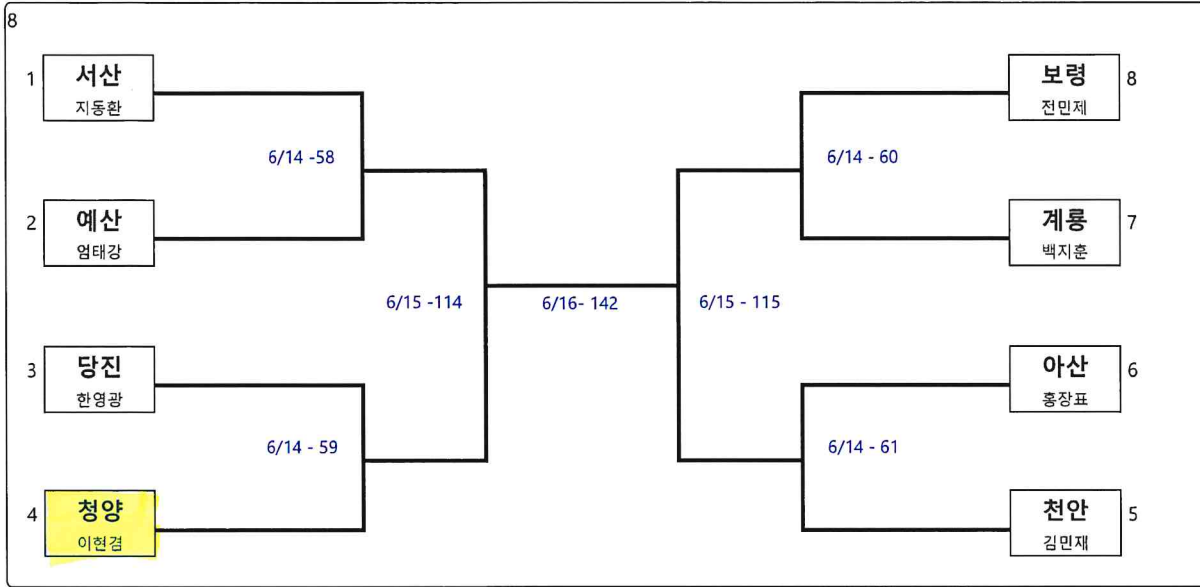 8
1
서산
지동환
2
예산
엄태강
3
당진
한영광
4
청양
이현겸
6/14 -58
6/14 - 59
6/15 -114
6/16- 142
6/15 - 115
6/14 - 60
6/14 - 61
보령
전민제
8
계룡
백지훈
7
아산
홍장표
6
천안
김민재
5